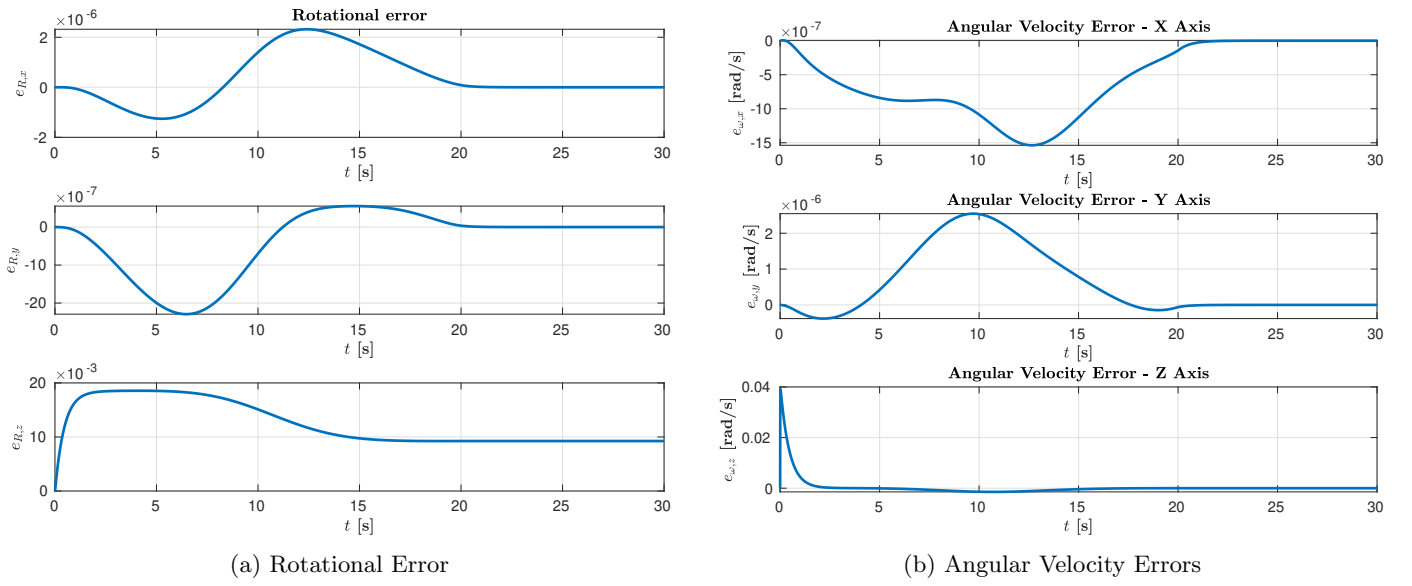 Rotational error
×10⁻⁶
2
0
-2
e_{R,x}
0 5 10 15 20 25 30
t [s]
×10⁻⁷
0
-10
-20
e_{R,y}
0 5 10 15 20 25 30
t [s]
20 ×10⁻³
10
0
e_{R,z}
0 5 10 15 20 25 30
t [s]
(a) Rotational Error
Angular Velocity Error - X Axis
×10⁻⁷
0
-5
-10
-15
e_{ω,x} [rad/s]
0 5 10 15 20 25 30
t [s]
Angular Velocity Error - Y Axis
×10⁻⁶
2
1
0
e_{ω,y} [rad/s]
0 5 10 15 20 25 30
t [s]
Angular Velocity Error - Z Axis
0.04
0.02
0
e_{ω,z} [rad/s]
0 5 10 15 20 25 30
t [s]
(b) Angular Velocity Errors